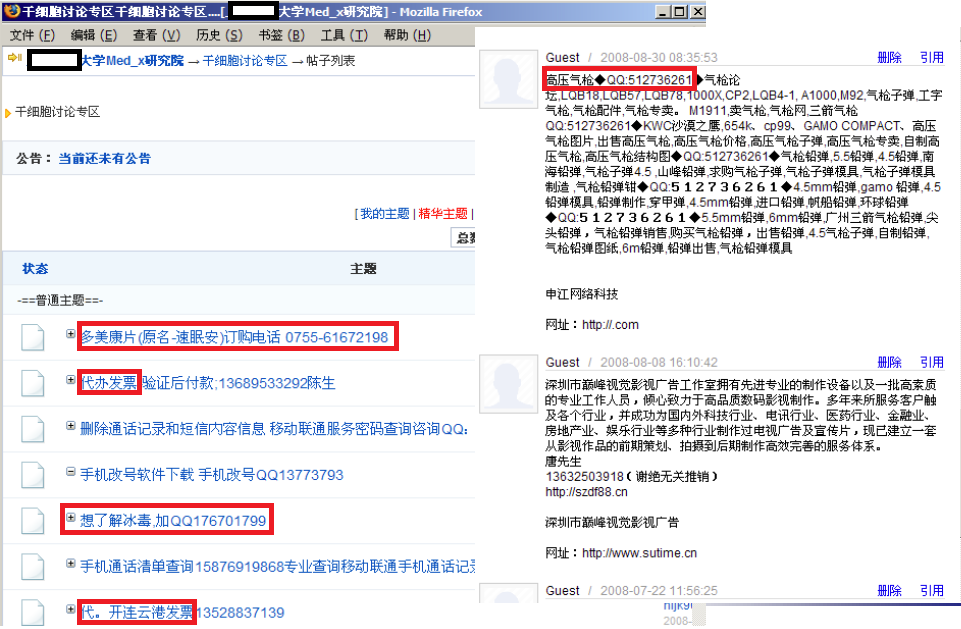 千细胞讨论专区千细胞讨论专区....[ 大学Med_x研究院] - Mozilla Firefox
文件 (F) 编辑 (E) 查看 (V) 历史 (S) 书签 (B) 工具 (T) 帮助 (H)
大学Med_x研究院 → 千细胞讨论专区 → 帖子列表
千细胞讨论专区
公告： 当前还未有公告
[ 我的主题 | 精华主题 |
状态 主题
-==普通主题==-
多美康片(原名-速眠安)订购电话 0755-61672198
代办发票,验证后付款;13689533292陈生
删除通话记录和短信内容信息 移动联通服务密码查询咨询QQ:
手机改号软件下载 手机改号QQ13773793
想了解冰毒,加QQ176701799
手机通话清单查询15876919868专业查询移动联通手机通话记录
代。开连云港发票13528837139
Guest / 2008-08-30 08:35:53 删除 引用
高压气枪◆QQ:512736261◆气枪论
坛,LQB18,LQB57,LQB78,1000X,CP2,LQB4-1, A1000,M92,气枪子弹,工字
气枪,气枪配件,气枪专卖。 M1911,卖气枪,气枪网,三箭气枪
QQ:512736261◆KWC沙漠之鹰,654k、cp99、GAMO COMPACT、高压
气枪图片,出售高压气枪,高压气枪价格,高压气枪子弹,高压气枪专卖,自制高
压气枪,高压气枪结构图◆QQ:512736261◆气枪铅弹,5.5铅弹,4.5铅弹,南
海铅弹,气枪子弹4.5 ,山峰铅弹,求购气枪子弹,气枪子弹模具,气枪子弹模具
制造 ,气枪铅弹钳◆QQ:５１２７３６２６１◆4.5mm铅弹,gamo 铅弹,4.5
铅弹模具,铅弹制作,穿甲弹,4.5mm铅弹,进口铅弹,帆船铅弹,环球铅弹
◆QQ:５１２７３６２６１◆5.5mm铅弹,6mm铅弹,广州三箭气枪铅弹,尖
头铅弹，气枪铅弹销售,购买气枪铅弹，出售铅弹,4.5气枪子弹,自制铅弹,
气枪铅弹图纸,6m铅弹,铅弹出售,气枪铅弹模具
申江网络科技
网址：http://.com
Guest / 2008-08-08 16:10:42 删除 引用
深圳市巅峰视觉影视广告工作室拥有先进专业的制作设备以及一批高素质
的专业工作人员，倾心致力于高品质数码影视制作。多年来所服务客户触
及各个行业，并成功为国内外科技行业、电讯行业、医药行业、金融业、
房地产业、娱乐行业等多种行业制作过电视广告及宣传片，现已建立一套
从影视作品的前期策划、拍摄到后期制作高效完善的服务体系。
唐先生
13632503918（谢绝无关推销）
http://szdf88.cn
深圳市巅峰视觉影视广告
网址：http://www.sutime.cn
Guest / 2008-07-22 11:56:25 删除 引用
2008-